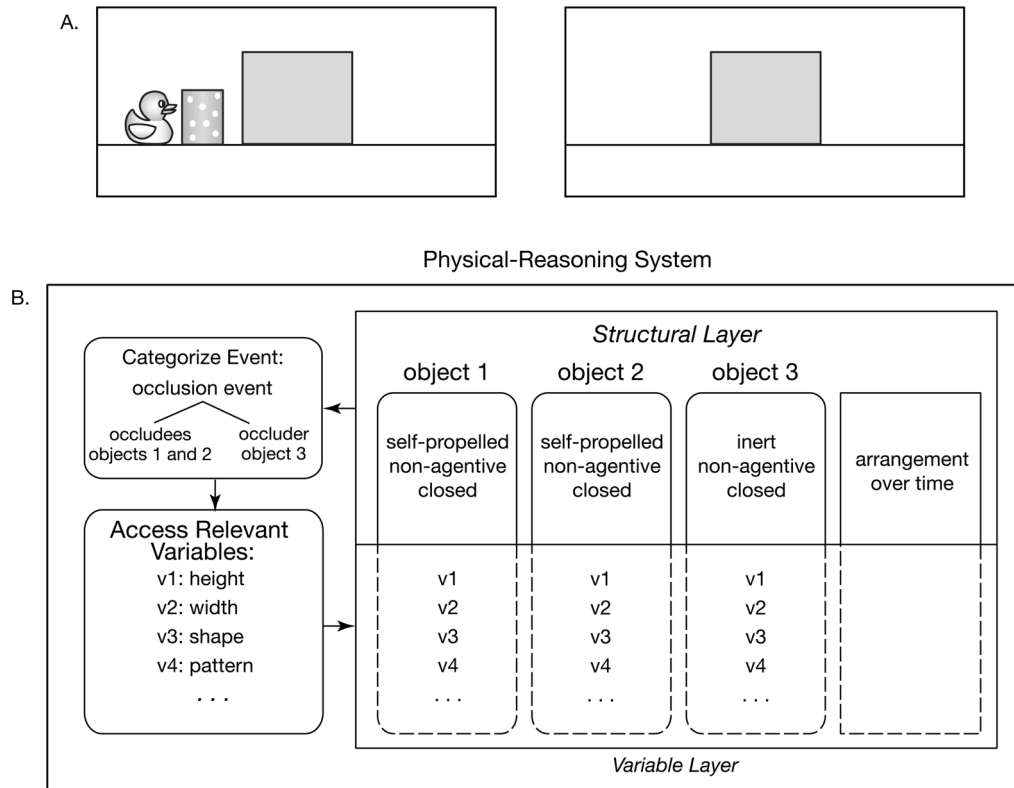 A.
Physical-Reasoning System
B.
Categorize Event:
occlusion event
occludees
objects 1 and 2
occluder
object 3
Access Relevant
Variables:
v1: height
v2: width
v3: shape
v4: pattern
. . .
Structural Layer
object 1
object 2
object 3
self-propelled
non-agentive
closed
self-propelled
non-agentive
closed
inert
non-agentive
closed
arrangement
over time
v1
v2
v3
v4
. . .
v1
v2
v3
v4
. . .
v1
v2
v3
v4
. . .
Variable Layer